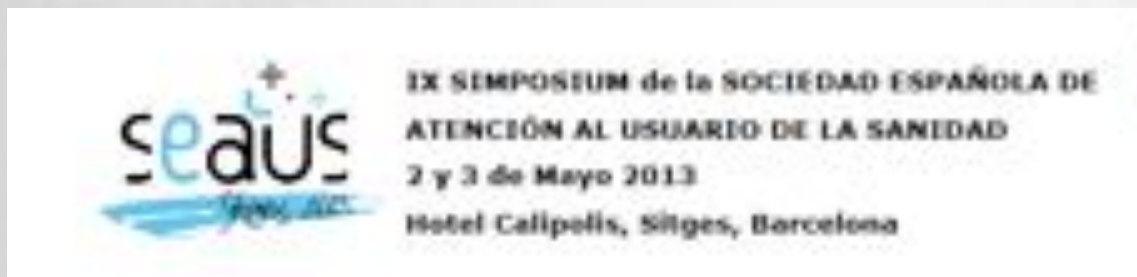 seaus
IX SIMPOSIUM de la SOCIEDAD ESPAÑOLA DE
ATENCIÓN AL USUARIO DE LA SANIDAD
2 y 3 de Mayo 2013
Hotel Calipolis, Sitges, Barcelona